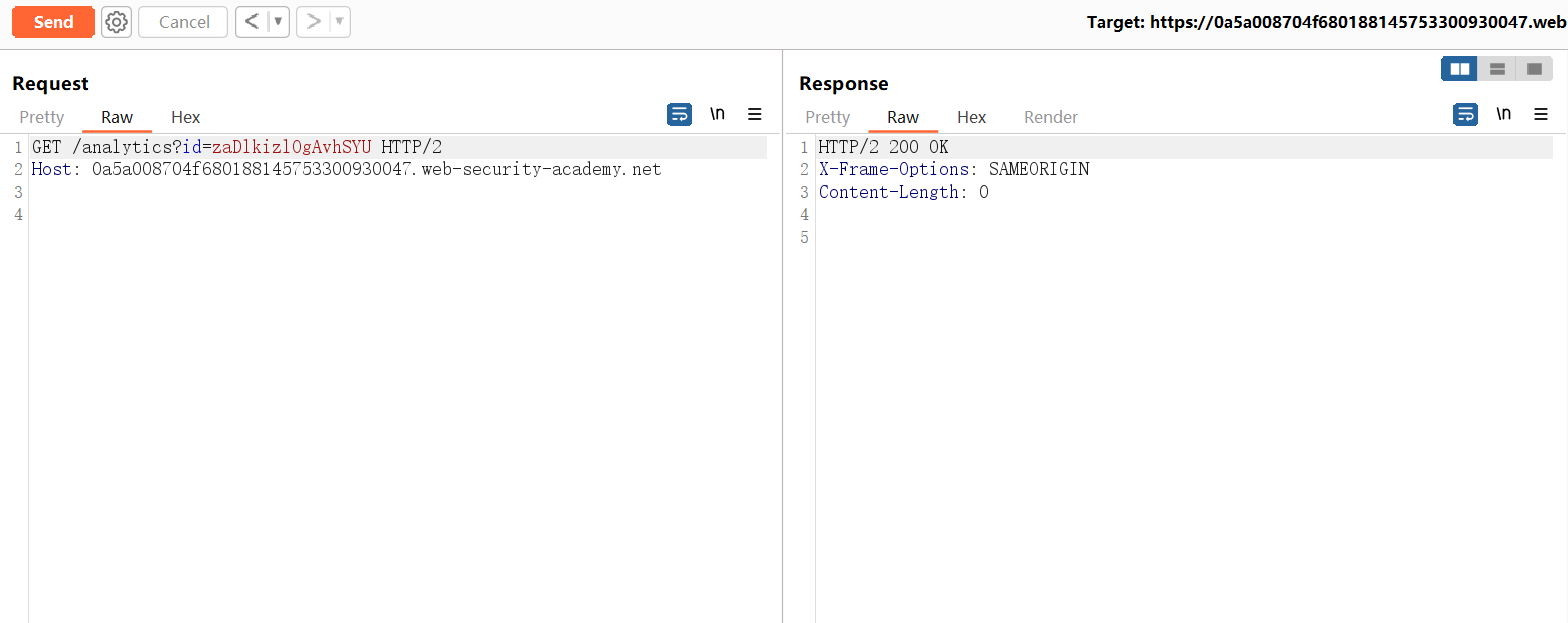 Send Cancel < ▼ > ▼ Target: https://0a5a008704f680188145753300930047.web
Request
Pretty Raw Hex \n
1 GET /analytics?id=zaDlkizl0gAvhSYU HTTP/2
2 Host: 0a5a008704f680188145753300930047.web-security-academy.net
3
4
Response
Pretty Raw Hex Render \n
1 HTTP/2 200 OK
2 X-Frame-Options: SAMEORIGIN
3 Content-Length: 0
4
5